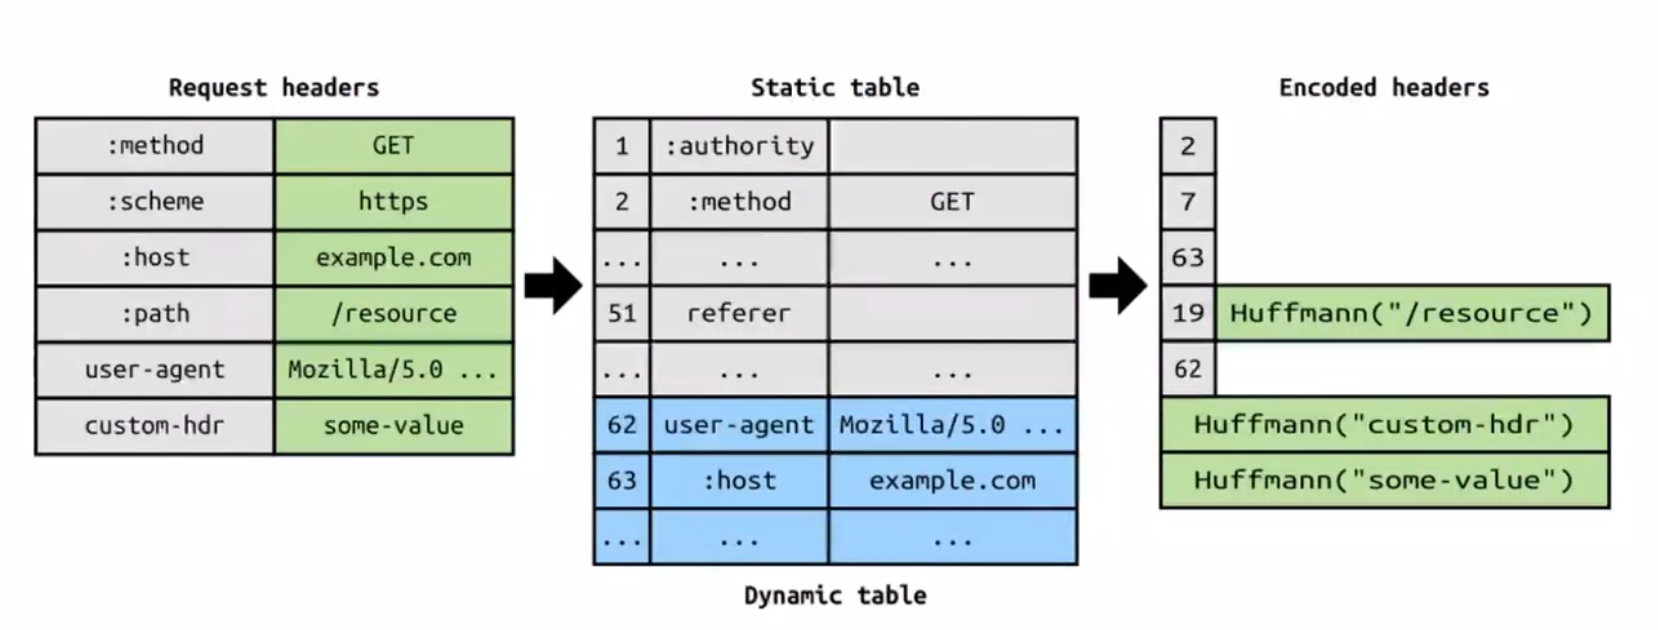 Request headers
:method GET
:scheme https
:host example.com
:path /resource
user-agent Mozilla/5.0 ...
custom-hdr some-value
Static table
1 :authority
2 :method GET
... ... ...
51 referer
... ... ...
62 user-agent Mozilla/5.0 ...
63 :host example.com
... ... ...
Dynamic table
Encoded headers
2
7
63
19 Huffmann("/resource")
62
Huffmann("custom-hdr")
Huffmann("some-value")